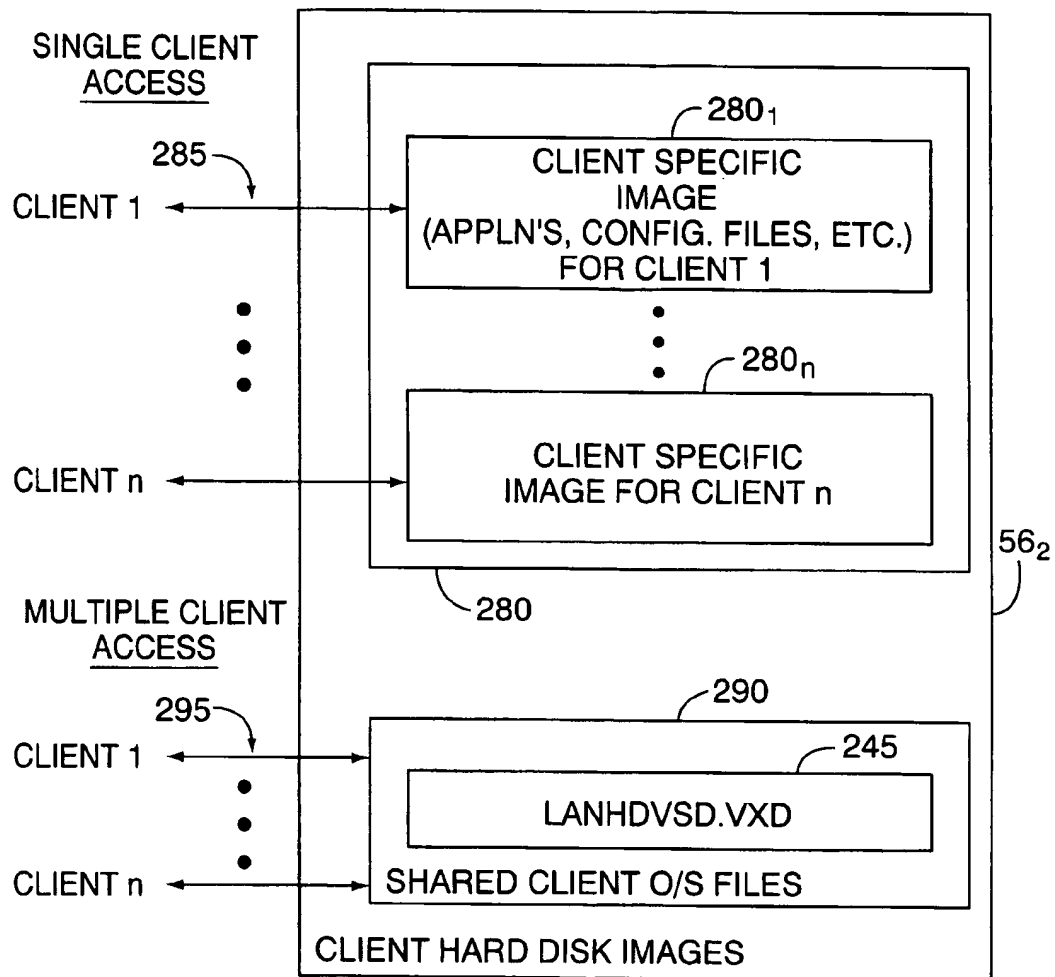 SINGLE CLIENT
ACCESS
285
CLIENT 1
280₁
CLIENT SPECIFIC
IMAGE
(APPLN'S, CONFIG. FILES, ETC.)
FOR CLIENT 1
280ₙ
CLIENT n
CLIENT SPECIFIC
IMAGE FOR CLIENT n
56₂
280
MULTIPLE CLIENT
ACCESS
295
CLIENT 1
CLIENT n
290
245
LANHDVSD.VXD
SHARED CLIENT O/S FILES
CLIENT HARD DISK IMAGES